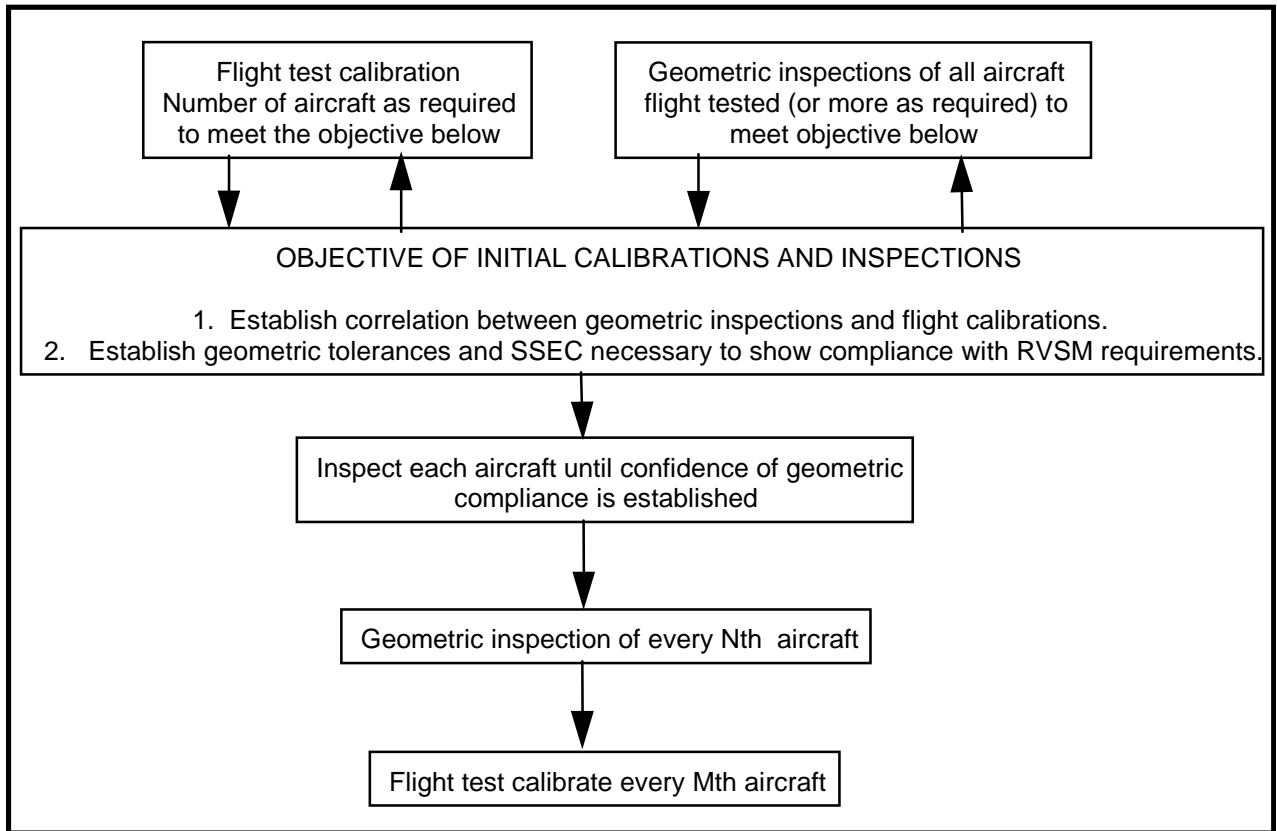 Flight test calibration
Number of aircraft as required
to meet the objective below
Geometric inspections of all aircraft
flight tested (or more as required) to
meet objective below
OBJECTIVE OF INITIAL CALIBRATIONS AND INSPECTIONS
1. Establish correlation between geometric inspections and flight calibrations.
2. Establish geometric tolerances and SSEC necessary to show compliance with RVSM requirements.
Inspect each aircraft until confidence of geometric
compliance is established
Geometric inspection of every Nth aircraft
Flight test calibrate every Mth aircraft